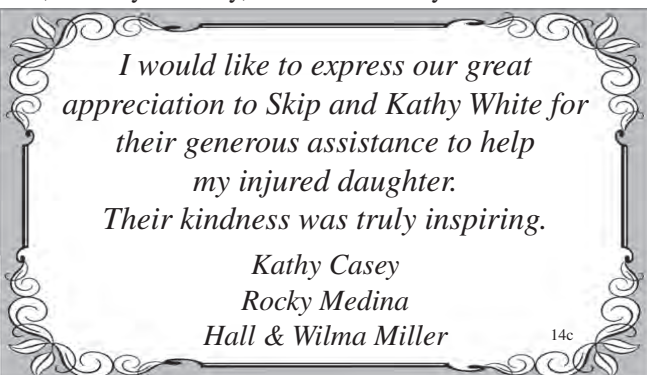 I would like to express our great
appreciation to Skip and Kathy White for
their generous assistance to help
my injured daughter.
Their kindness was truly inspiring.
Kathy Casey
Rocky Medina
Hall & Wilma Miller 14c